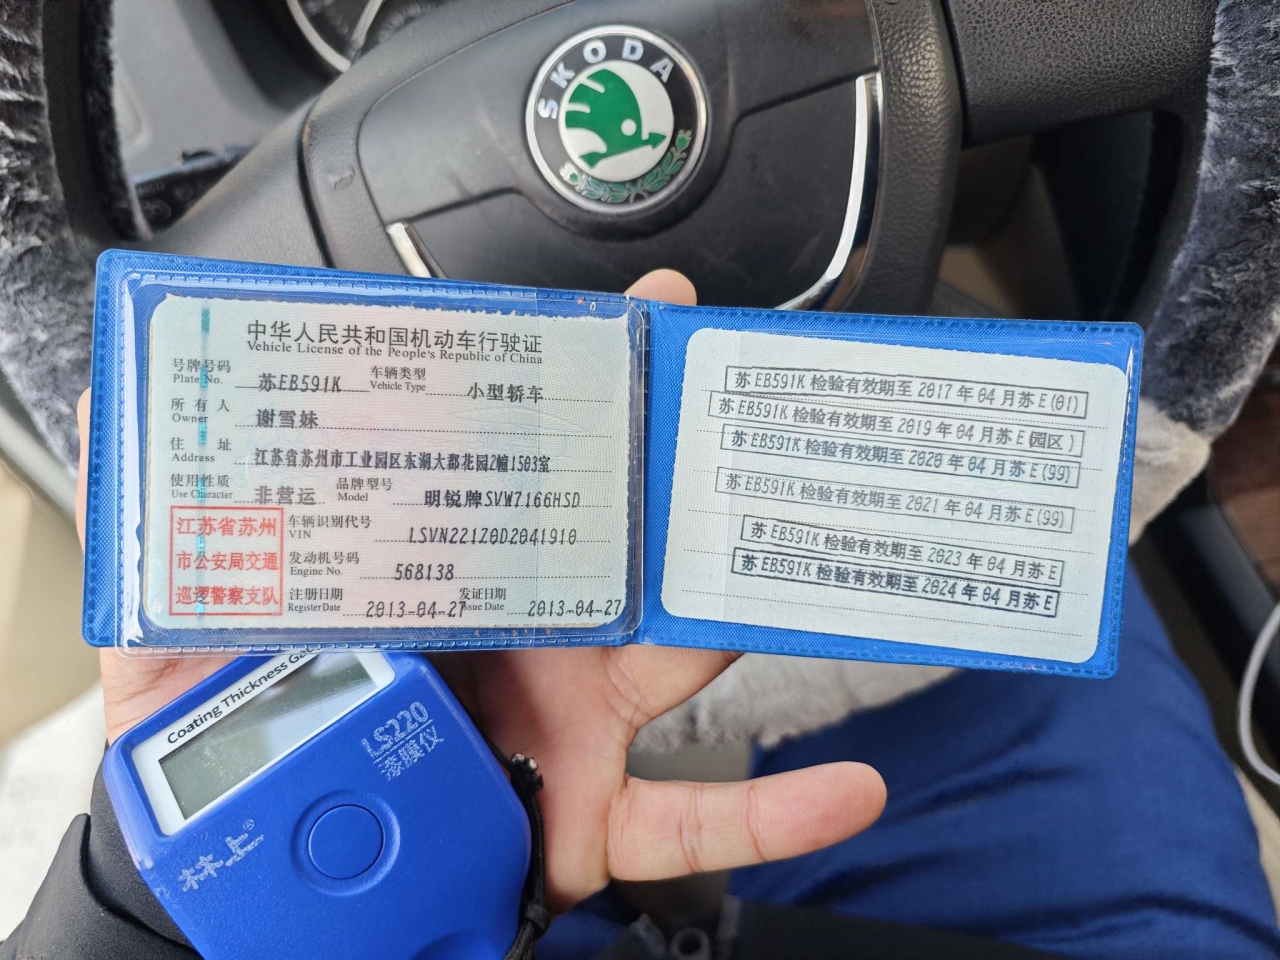 SKODA
中华人民共和国机动车行驶证
Vehicle License of the People's Republic of China
号牌号码 苏EB591K 车辆类型 小型轿车
Plate No. Vehicle Type
所有人 谢雪妹
Owner
住址 江苏省苏州市工业园区东湖大郡花园2幢1503室
Address
使用性质 非营运 品牌型号 明锐牌SVW7166HSD
Use Character Model
江苏省苏州
市公安局交通
巡逻警察支队
车辆识别代号 LSVN221Z0D2041910
VIN
发动机号码 568138
Engine No.
注册日期 2013-04-27 发证日期 2013-04-27
Register Date Issue Date
苏EB591K 检验有效期至 2017 年 04 月苏 E (01)
苏EB591K 检验有效期至 2019 年 04 月苏 E (园区)
苏EB591K 检验有效期至 2020 年 04 月苏 E (99)
苏EB591K 检验有效期至 2021 年 04 月苏 E (99)
苏EB591K 检验有效期至 2023 年 04 月苏 E
苏EB591K 检验有效期至 2024 年 04 月苏 E
Coating Thickness
LS220
漆膜仪
林上®